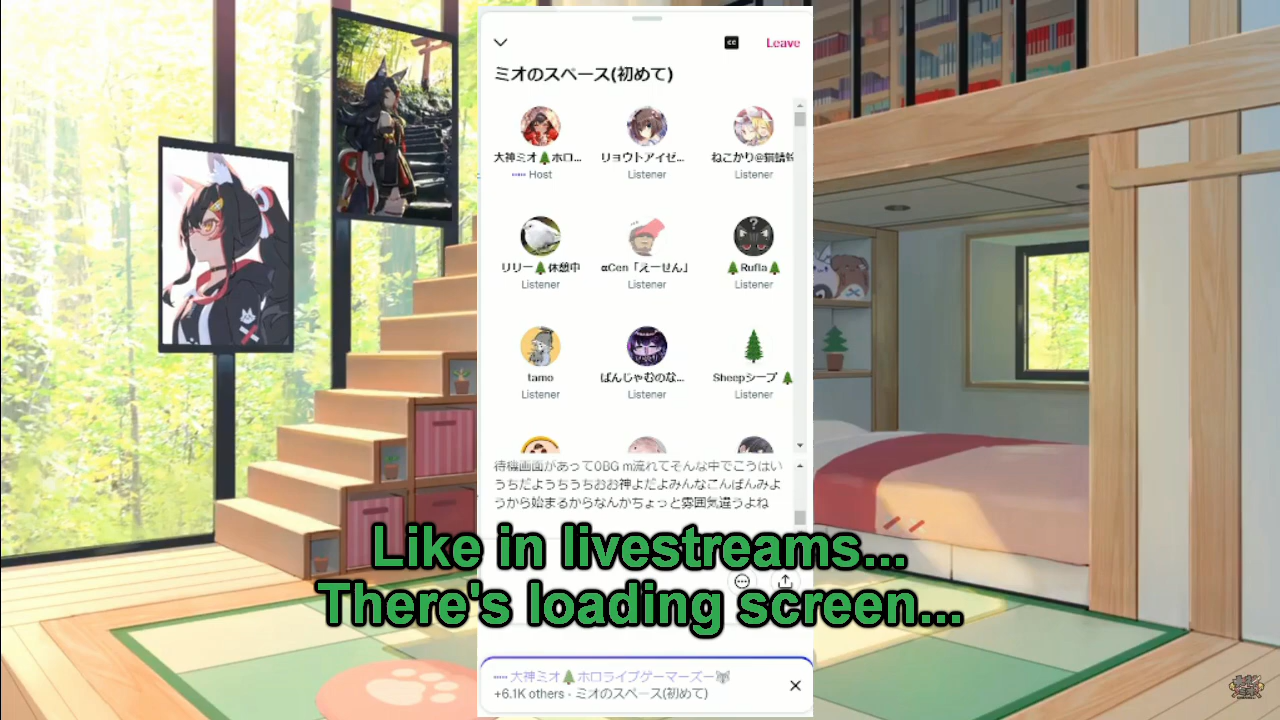 Leave
ミオのスペース(初めて)
大神ミオ🌲ホロ...
リョウトアイゼ...
ねこかり@猫請
Host
Listener
Listener
リリー🌲休憩中
αCen「えーせん」
🌲Rufla🌲
Listener
Listener
Listener
tamo
ばんじゃむのな...
Sheepシープ🌲
Listener
Listener
Listener
待機画面があってOBG m流れてそんな中でこうはい
うちだようちうちおお神よだよみんなこんばんみよ
うから始まるからなんかちょっと雰囲気違うよね
Like in livestreams...
There's loading screen...
大神ミオ🌲ホロライブゲーマーズー🐺
+6.1K others · ミオのスペース(初めて)